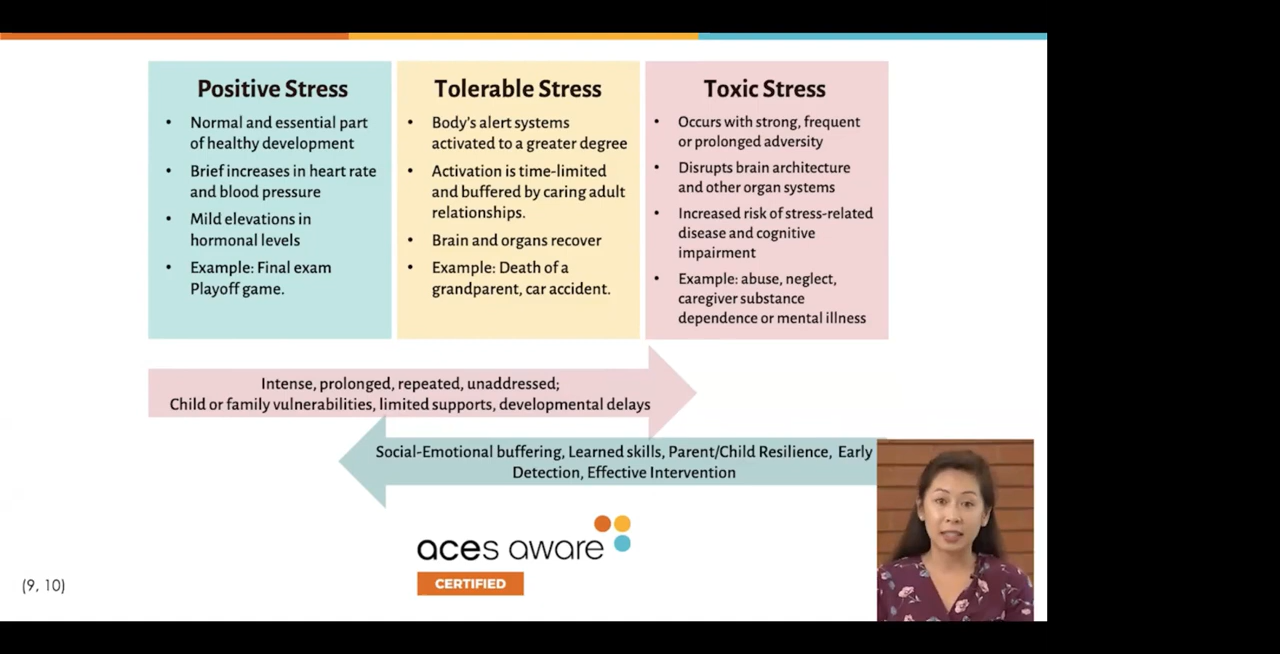 Positive Stress
• Normal and essential part
of healthy development
• Brief increases in heart rate
and blood pressure
• Mild elevations in
hormonal levels
• Example: Final exam
Playoff game.
Tolerable Stress
• Body's alert systems
activated to a greater degree
• Activation is time-limited
and buffered by caring adult
relationships.
• Brain and organs recover
• Example: Death of a
grandparent, car accident.
Toxic Stress
• Occurs with strong, frequent
or prolonged adversity
• Disrupts brain architecture
and other organ systems
• Increased risk of stress-related
disease and cognitive
impairment
• Example: abuse, neglect,
caregiver substance
dependence or mental illness
Intense, prolonged, repeated, unaddressed;
Child or family vulnerabilities, limited supports, developmental delays
Social-Emotional buffering, Learned skills, Parent/Child Resilience, Early
Detection, Effective Intervention
aces aware
CERTIFIED
(9, 10)